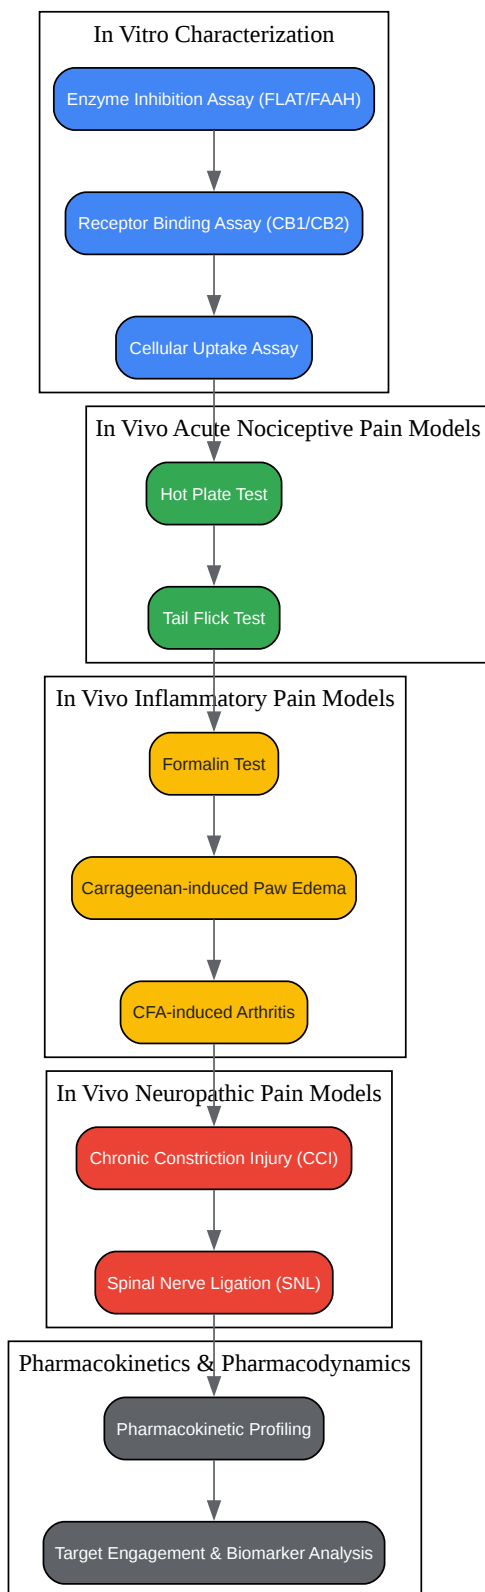 In Vitro Characterization
Enzyme Inhibition Assay (FLAT/FAAH)
Receptor Binding Assay (CB1/CB2)
Cellular Uptake Assay
In Vivo Acute Nociceptive Pain Models
Hot Plate Test
Tail Flick Test
In Vivo Inflammatory Pain Models
Formalin Test
Carrageenan-induced Paw Edema
CFA-induced Arthritis
In Vivo Neuropathic Pain Models
Chronic Constriction Injury (CCI)
Spinal Nerve Ligation (SNL)
Pharmacokinetics & Pharmacodynamics
Pharmacokinetic Profiling
Target Engagement & Biomarker Analysis